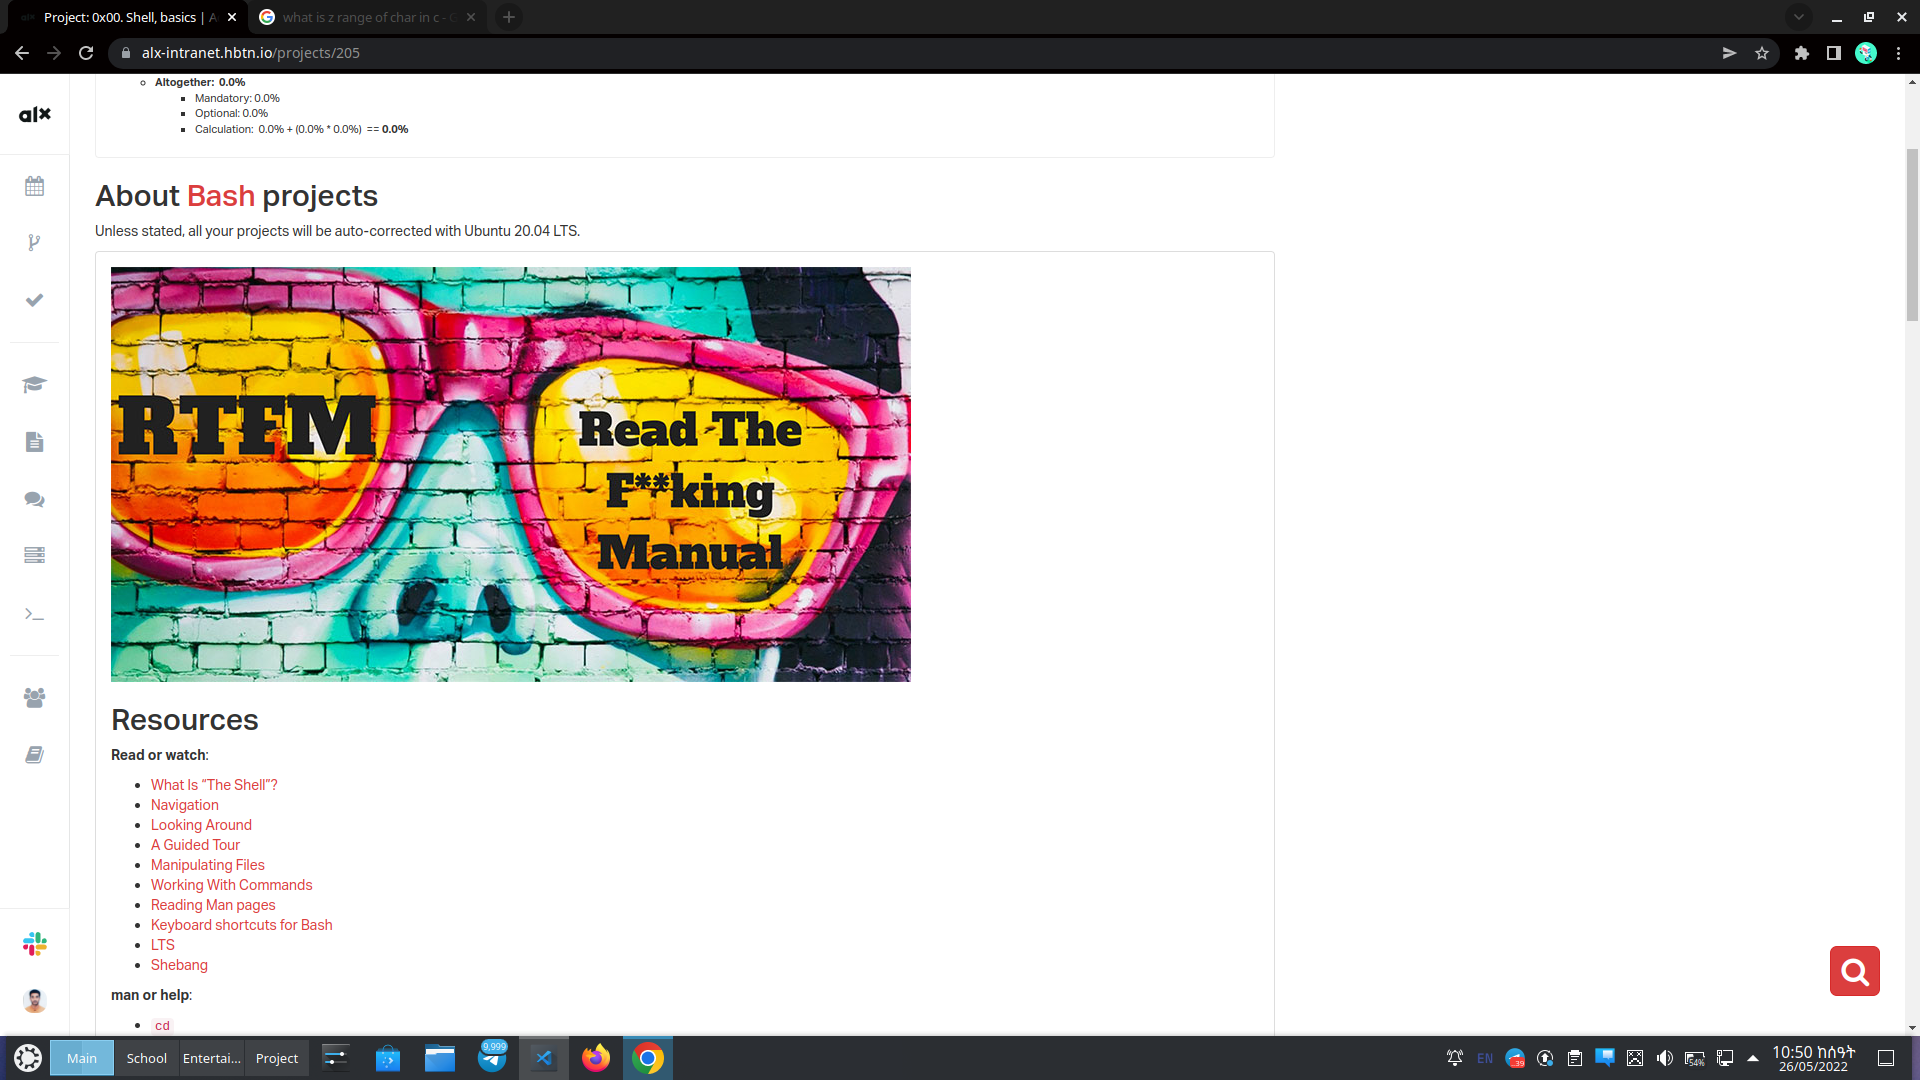 Project: 0x00. Shell, basics | A
what is z range of char in c - G
alx-intranet.hbtn.io/projects/205
alx
Altogether: 0.0%
Mandatory: 0.0%
Optional: 0.0%
Calculation: 0.0% + (0.0% * 0.0%) == 0.0%
About Bash projects
Unless stated, all your projects will be auto-corrected with Ubuntu 20.04 LTS.
RTFM
Read The
F**king
Manual
Resources
Read or watch:
What Is “The Shell”?
Navigation
Looking Around
A Guided Tour
Manipulating Files
Working With Commands
Reading Man pages
Keyboard shortcuts for Bash
LTS
Shebang
man or help:
cd
Main
School
Entertai...
Project
9,999
EN
39
54%
10:50 ከሰዓት
26/05/2022